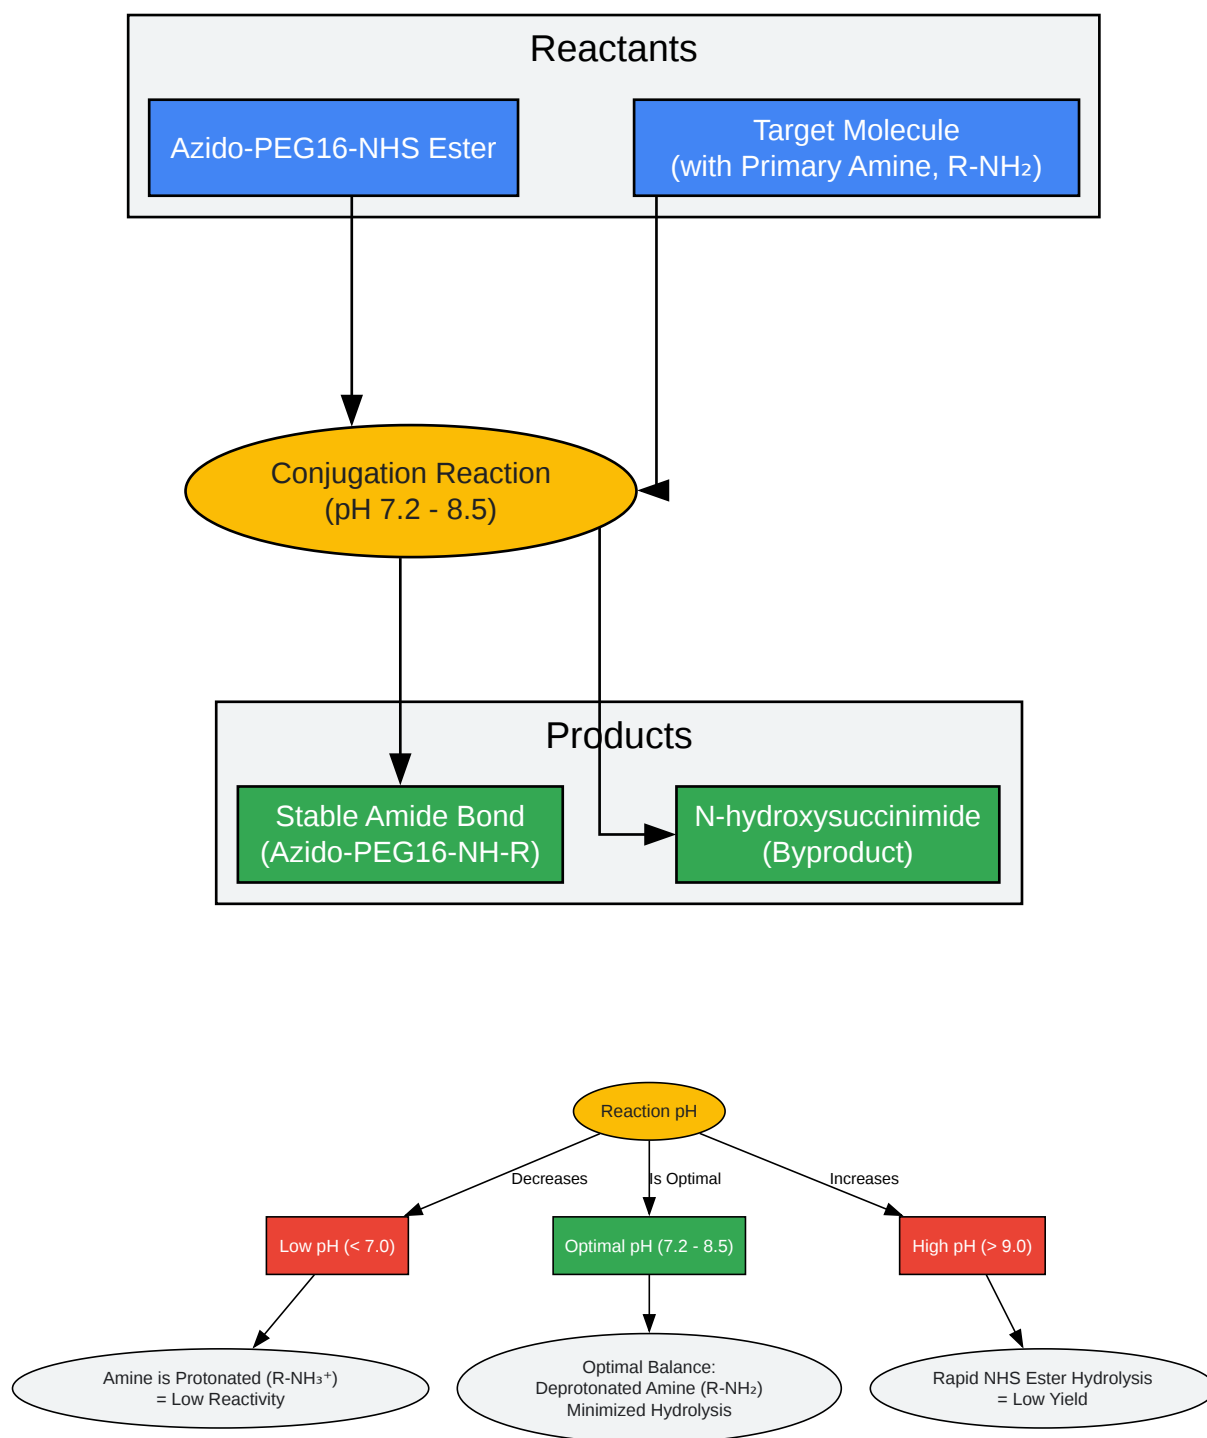 Reactants
Azido-PEG16-NHS Ester
Target Molecule
(with Primary Amine, R-NH₂)
Conjugation Reaction
(pH 7.2 - 8.5)
Products
Stable Amide Bond
(Azido-PEG16-NH-R)
N-hydroxysuccinimide
(Byproduct)
Reaction pH
Decreases
Is Optimal
Increases
Low pH (< 7.0)
Optimal pH (7.2 - 8.5)
High pH (> 9.0)
Amine is Protonated (R-NH₃⁺)
= Low Reactivity
Optimal Balance:
Deprotonated Amine (R-NH₂)
Minimized Hydrolysis
Rapid NHS Ester Hydrolysis
= Low Yield